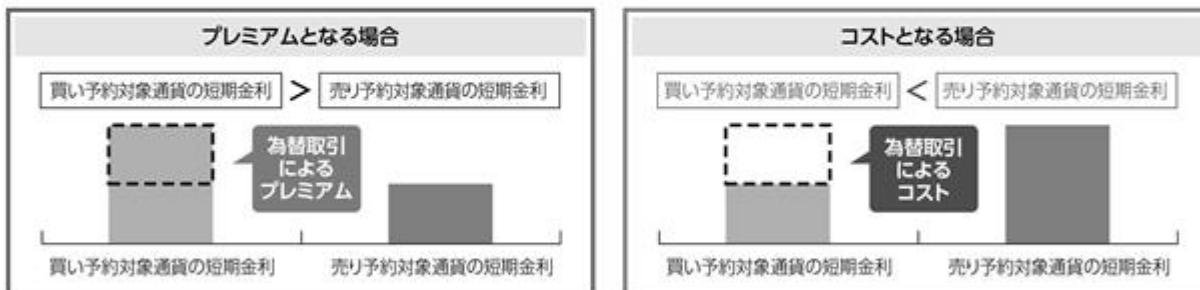 プレミアムとなる場合
買い予約対象通貨の短期金利 > 売り予約対象通貨の短期金利
為替取引
による
プレミアム
買い予約対象通貨の短期金利 売り予約対象通貨の短期金利
コストとなる場合
買い予約対象通貨の短期金利 < 売り予約対象通貨の短期金利
為替取引
による
コスト
買い予約対象通貨の短期金利 売り予約対象通貨の短期金利